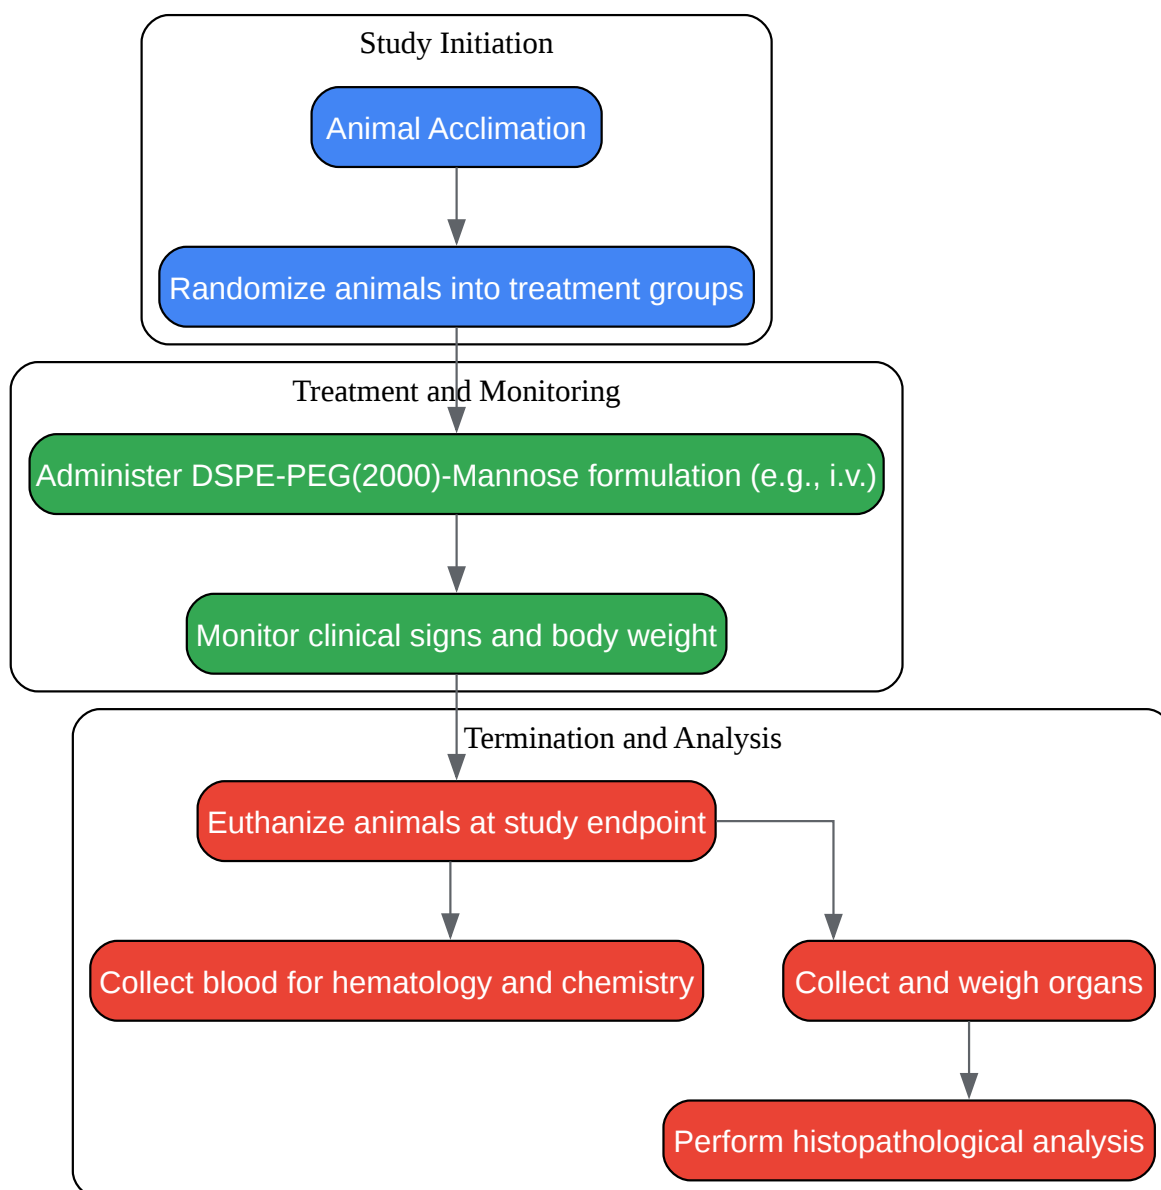 Study Initiation
Animal Acclimation
Randomize animals into treatment groups
Treatment and Monitoring
Administer DSPE-PEG(2000)-Mannose formulation (e.g., i.v.)
Monitor clinical signs and body weight
Termination and Analysis
Euthanize animals at study endpoint
Collect blood for hematology and chemistry
Collect and weigh organs
Perform histopathological analysis